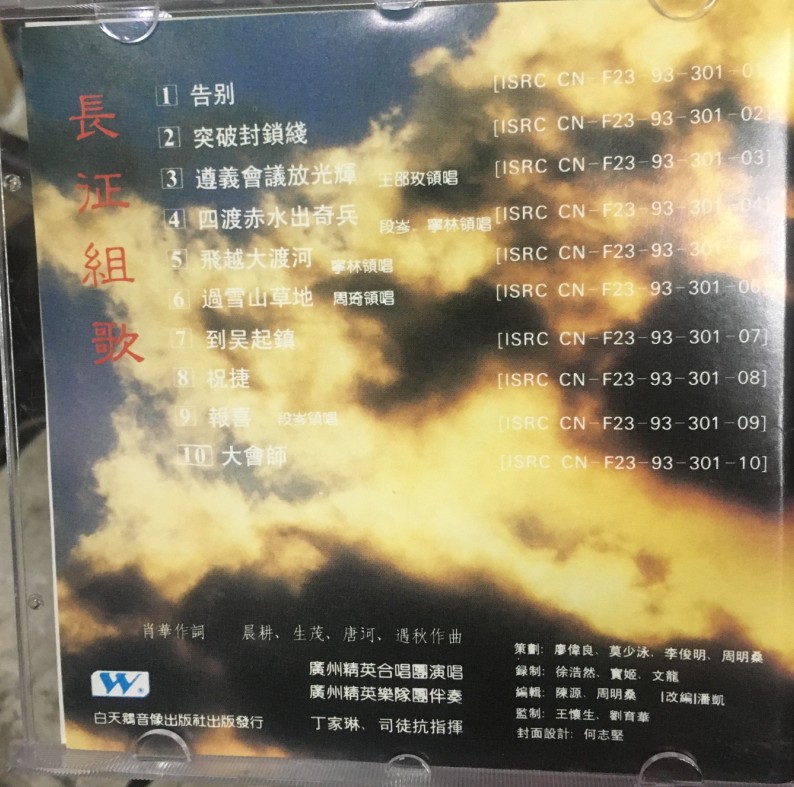 長征組歌
1 告别 [ISRC CN-F23-93-301-01]
2 突破封鎖綫 [ISRC CN-F23-93-301-02]
3 遵義會議放光輝 王邵玫領唱 [ISRC CN-F23-93-301-03]
4 四渡赤水出奇兵 段岑、寧林領唱 [ISRC CN-F23-93-301-04]
5 飛越大渡河 寧林領唱 [ISRC CN-F23-93-301-
6 過雪山草地 周琦領唱 [ISRC CN-F23-93-301-06]
7 到吴起鎮 [ISRC CN-F23-93-301-07]
8 祝捷 [ISRC CN-F23-93-301-08]
9 報喜 段岑領唱 [ISRC CN-F23-93-301-09]
10 大會師 [ISRC CN-F23-93-301-10]
肖華作詞 晨耕、生茂、唐诃、遇秋作曲
廣州精英合唱團演唱
廣州精英樂隊團伴奏
丁家琳、司徒抗指揮
W
白天鵝音像出版社出版發行
策劃: 廖偉良、莫少泳、李俊明、周明桑
録制: 徐浩然、竇姬、文龍
編輯: 陳源、周明桑 |改編|潘凱
監制: 王懷生、劉育華
封面設計: 何志堅